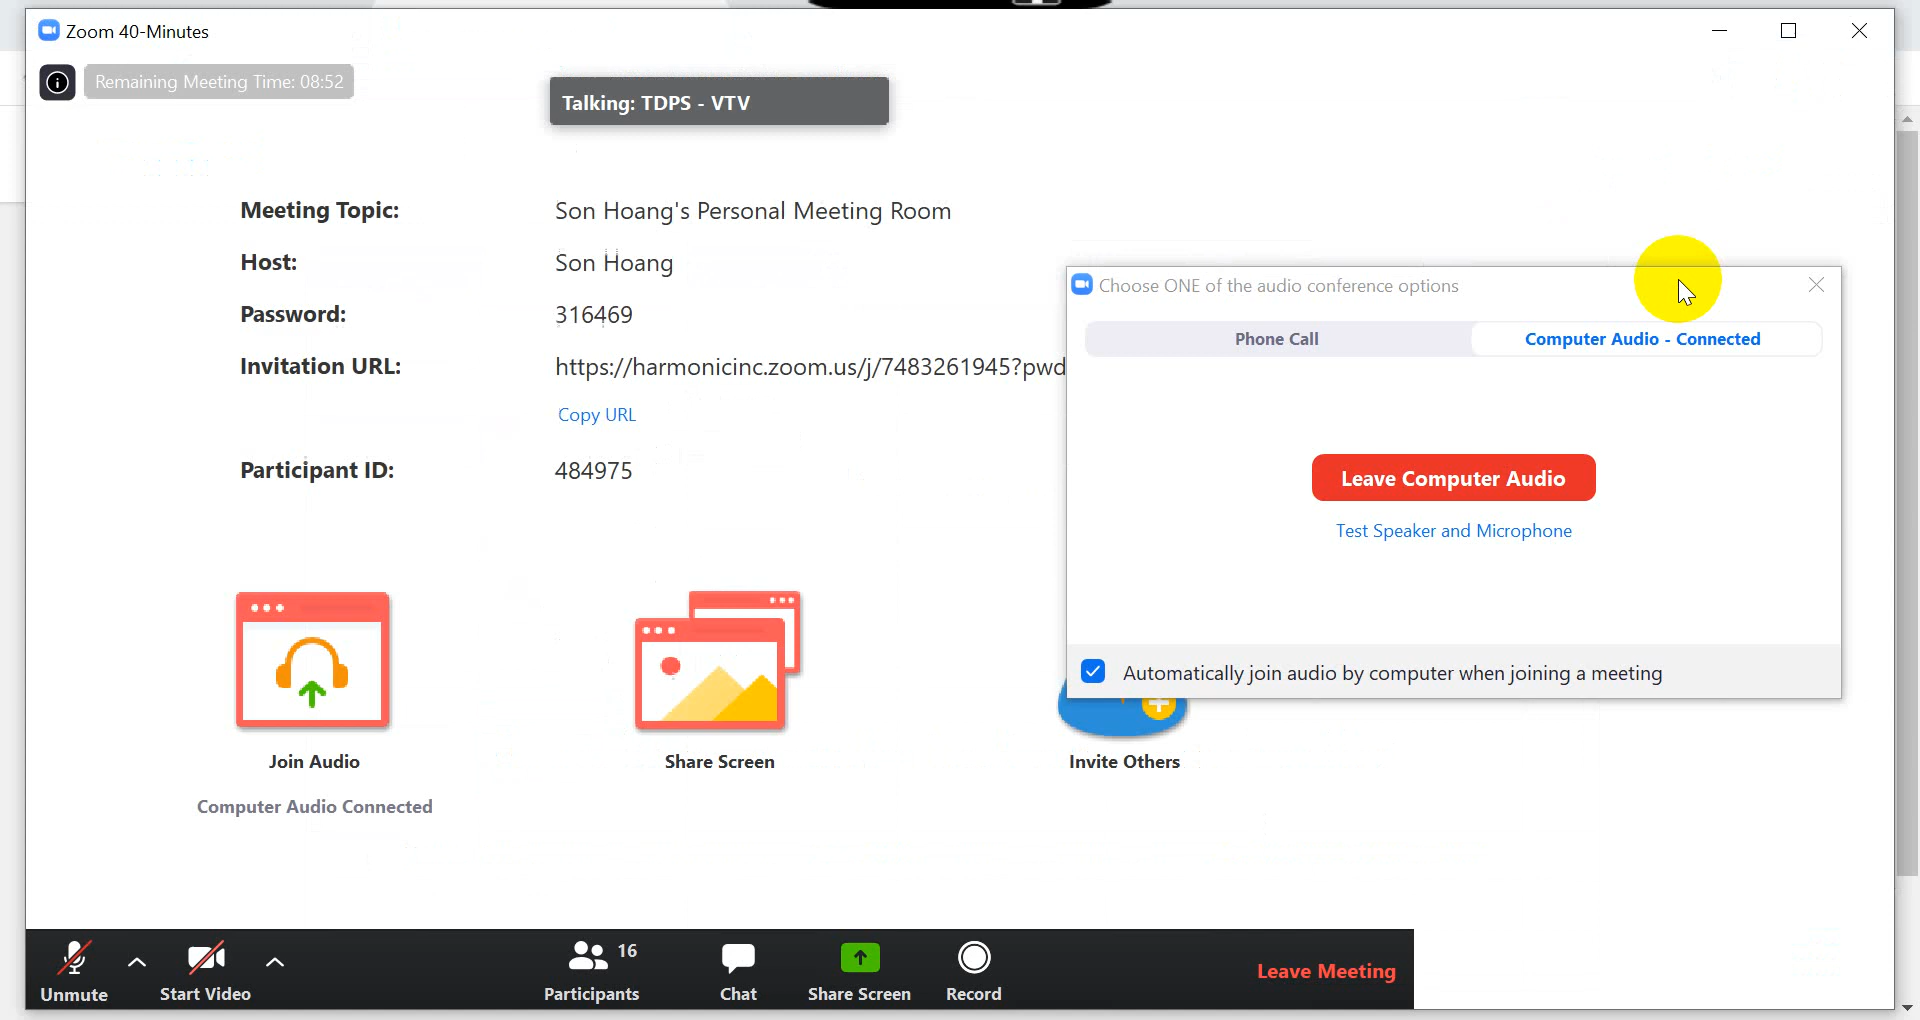 Zoom 40-Minutes
Remaining Meeting Time: 08:52
Talking: TDPS - VTV
Meeting Topic: Son Hoang's Personal Meeting Room
Host: Son Hoang
Password: 316469
Invitation URL: https://harmonicinc.zoom.us/j/7483261945?pwd
Copy URL
Participant ID: 484975
Choose ONE of the audio conference options
Phone Call Computer Audio - Connected
Leave Computer Audio
Test Speaker and Microphone
Automatically join audio by computer when joining a meeting
Join Audio Share Screen Invite Others
Computer Audio Connected
16
Unmute Start Video Participants Chat Share Screen Record Leave Meeting